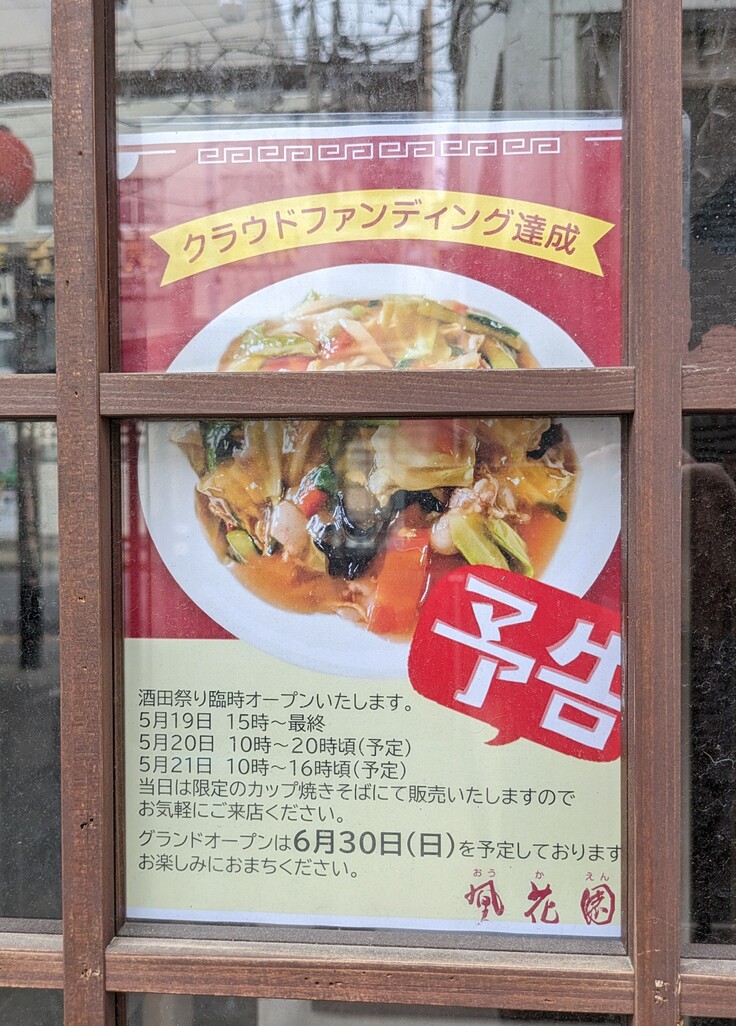 クラウドファンディング達成
予告
酒田祭り臨時オープンいたします。
5月19日 15時～最終
5月20日 10時～20時頃(予定)
5月21日 10時～16時頃(予定)
当日は限定のカップ焼きそばにて販売いたしますので
お気軽にご来店ください。
グランドオープンは6月30日(日)を予定しております
お楽しみにおまちください。
おう か えん
凰花園